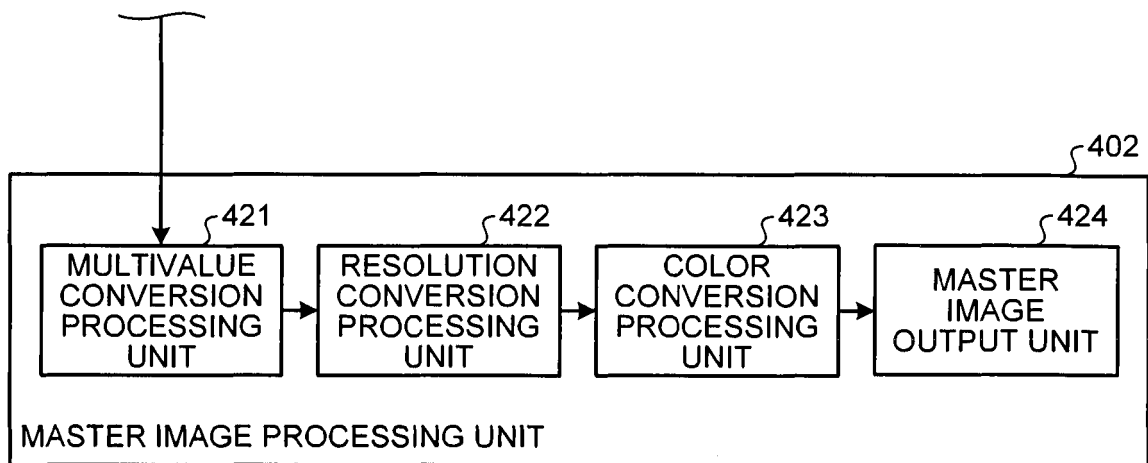 402
421
422
423
424
MULTIVALUE
CONVERSION
PROCESSING
UNIT
RESOLUTION
CONVERSION
PROCESSING
UNIT
COLOR
CONVERSION
PROCESSING
UNIT
MASTER
IMAGE
OUTPUT UNIT
MASTER IMAGE PROCESSING UNIT